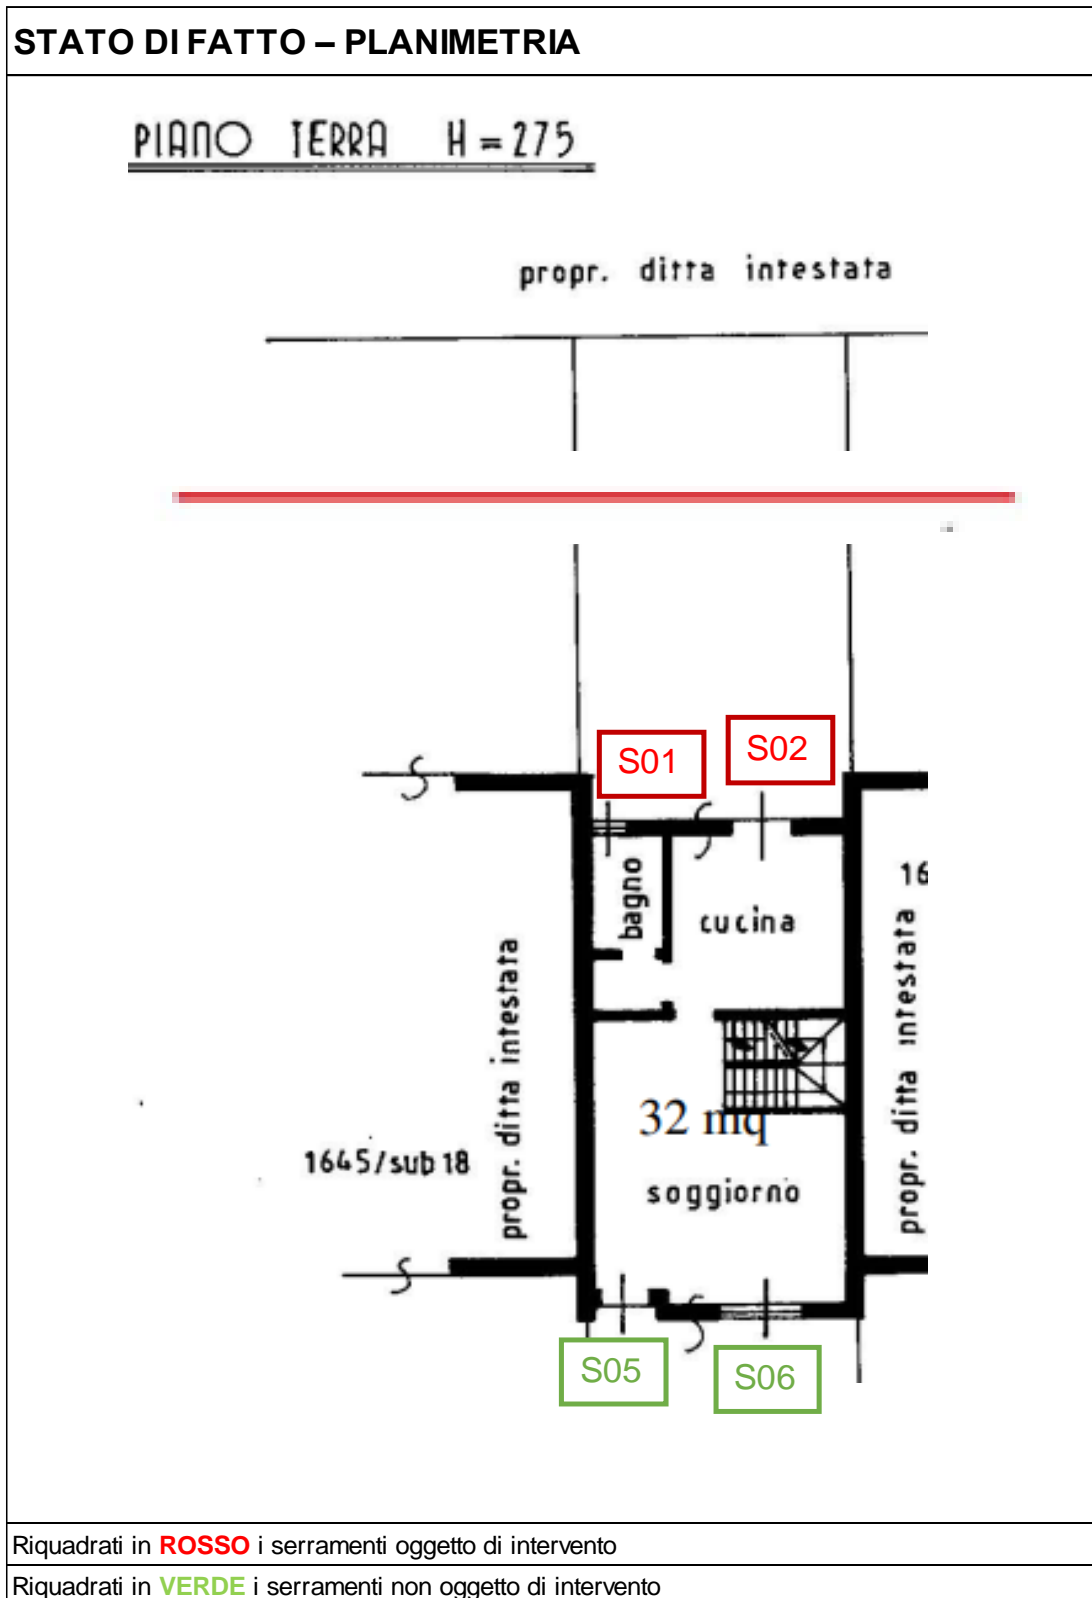 STATO DI FATTO – PLANIMETRIA
PIANO TERRA H = 275
propr. ditta intestata
S01
S02
bagno
cucina
16
propr. ditta intestata
propr. ditta intestata
32 mq
1645/sub 18
soggiorno
S05
S06
Riquadrati in ROSSO i serramenti oggetto di intervento
Riquadrati in VERDE i serramenti non oggetto di intervento